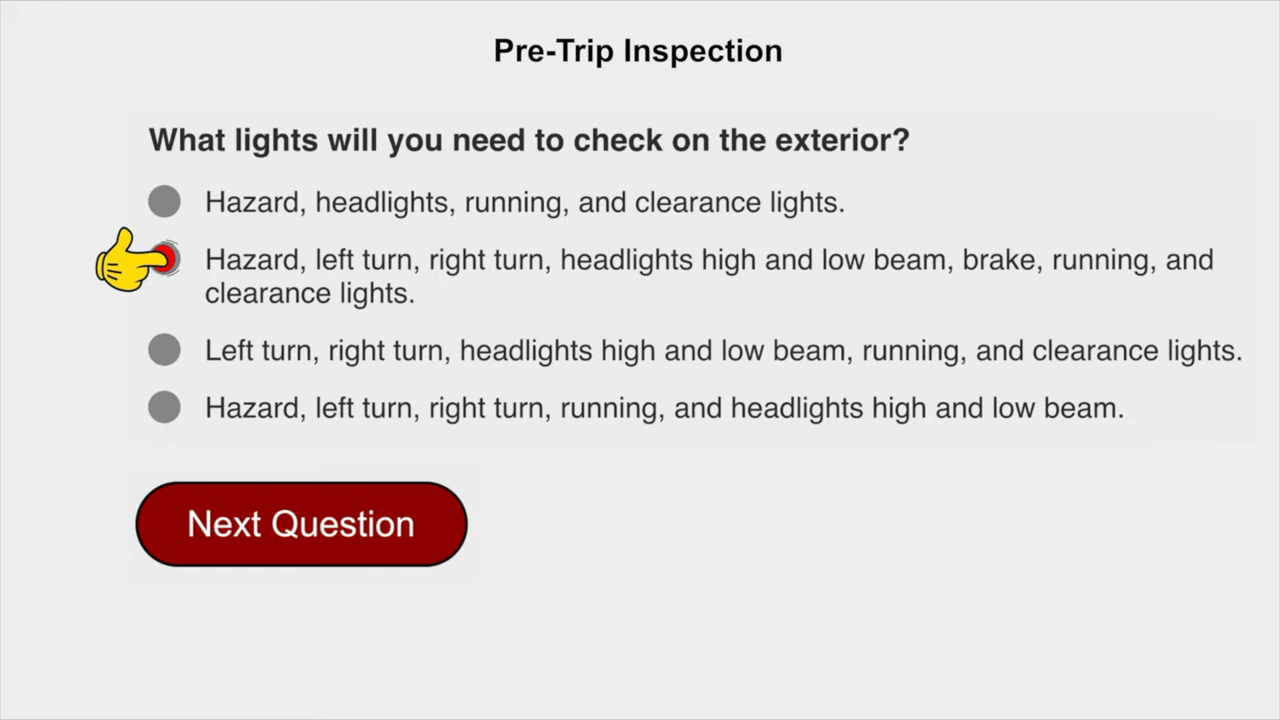 Pre-Trip Inspection
What lights will you need to check on the exterior?
Hazard, headlights, running, and clearance lights.
Hazard, left turn, right turn, headlights high and low beam, brake, running, and
clearance lights.
Left turn, right turn, headlights high and low beam, running, and clearance lights.
Hazard, left turn, right turn, running, and headlights high and low beam.
Next Question